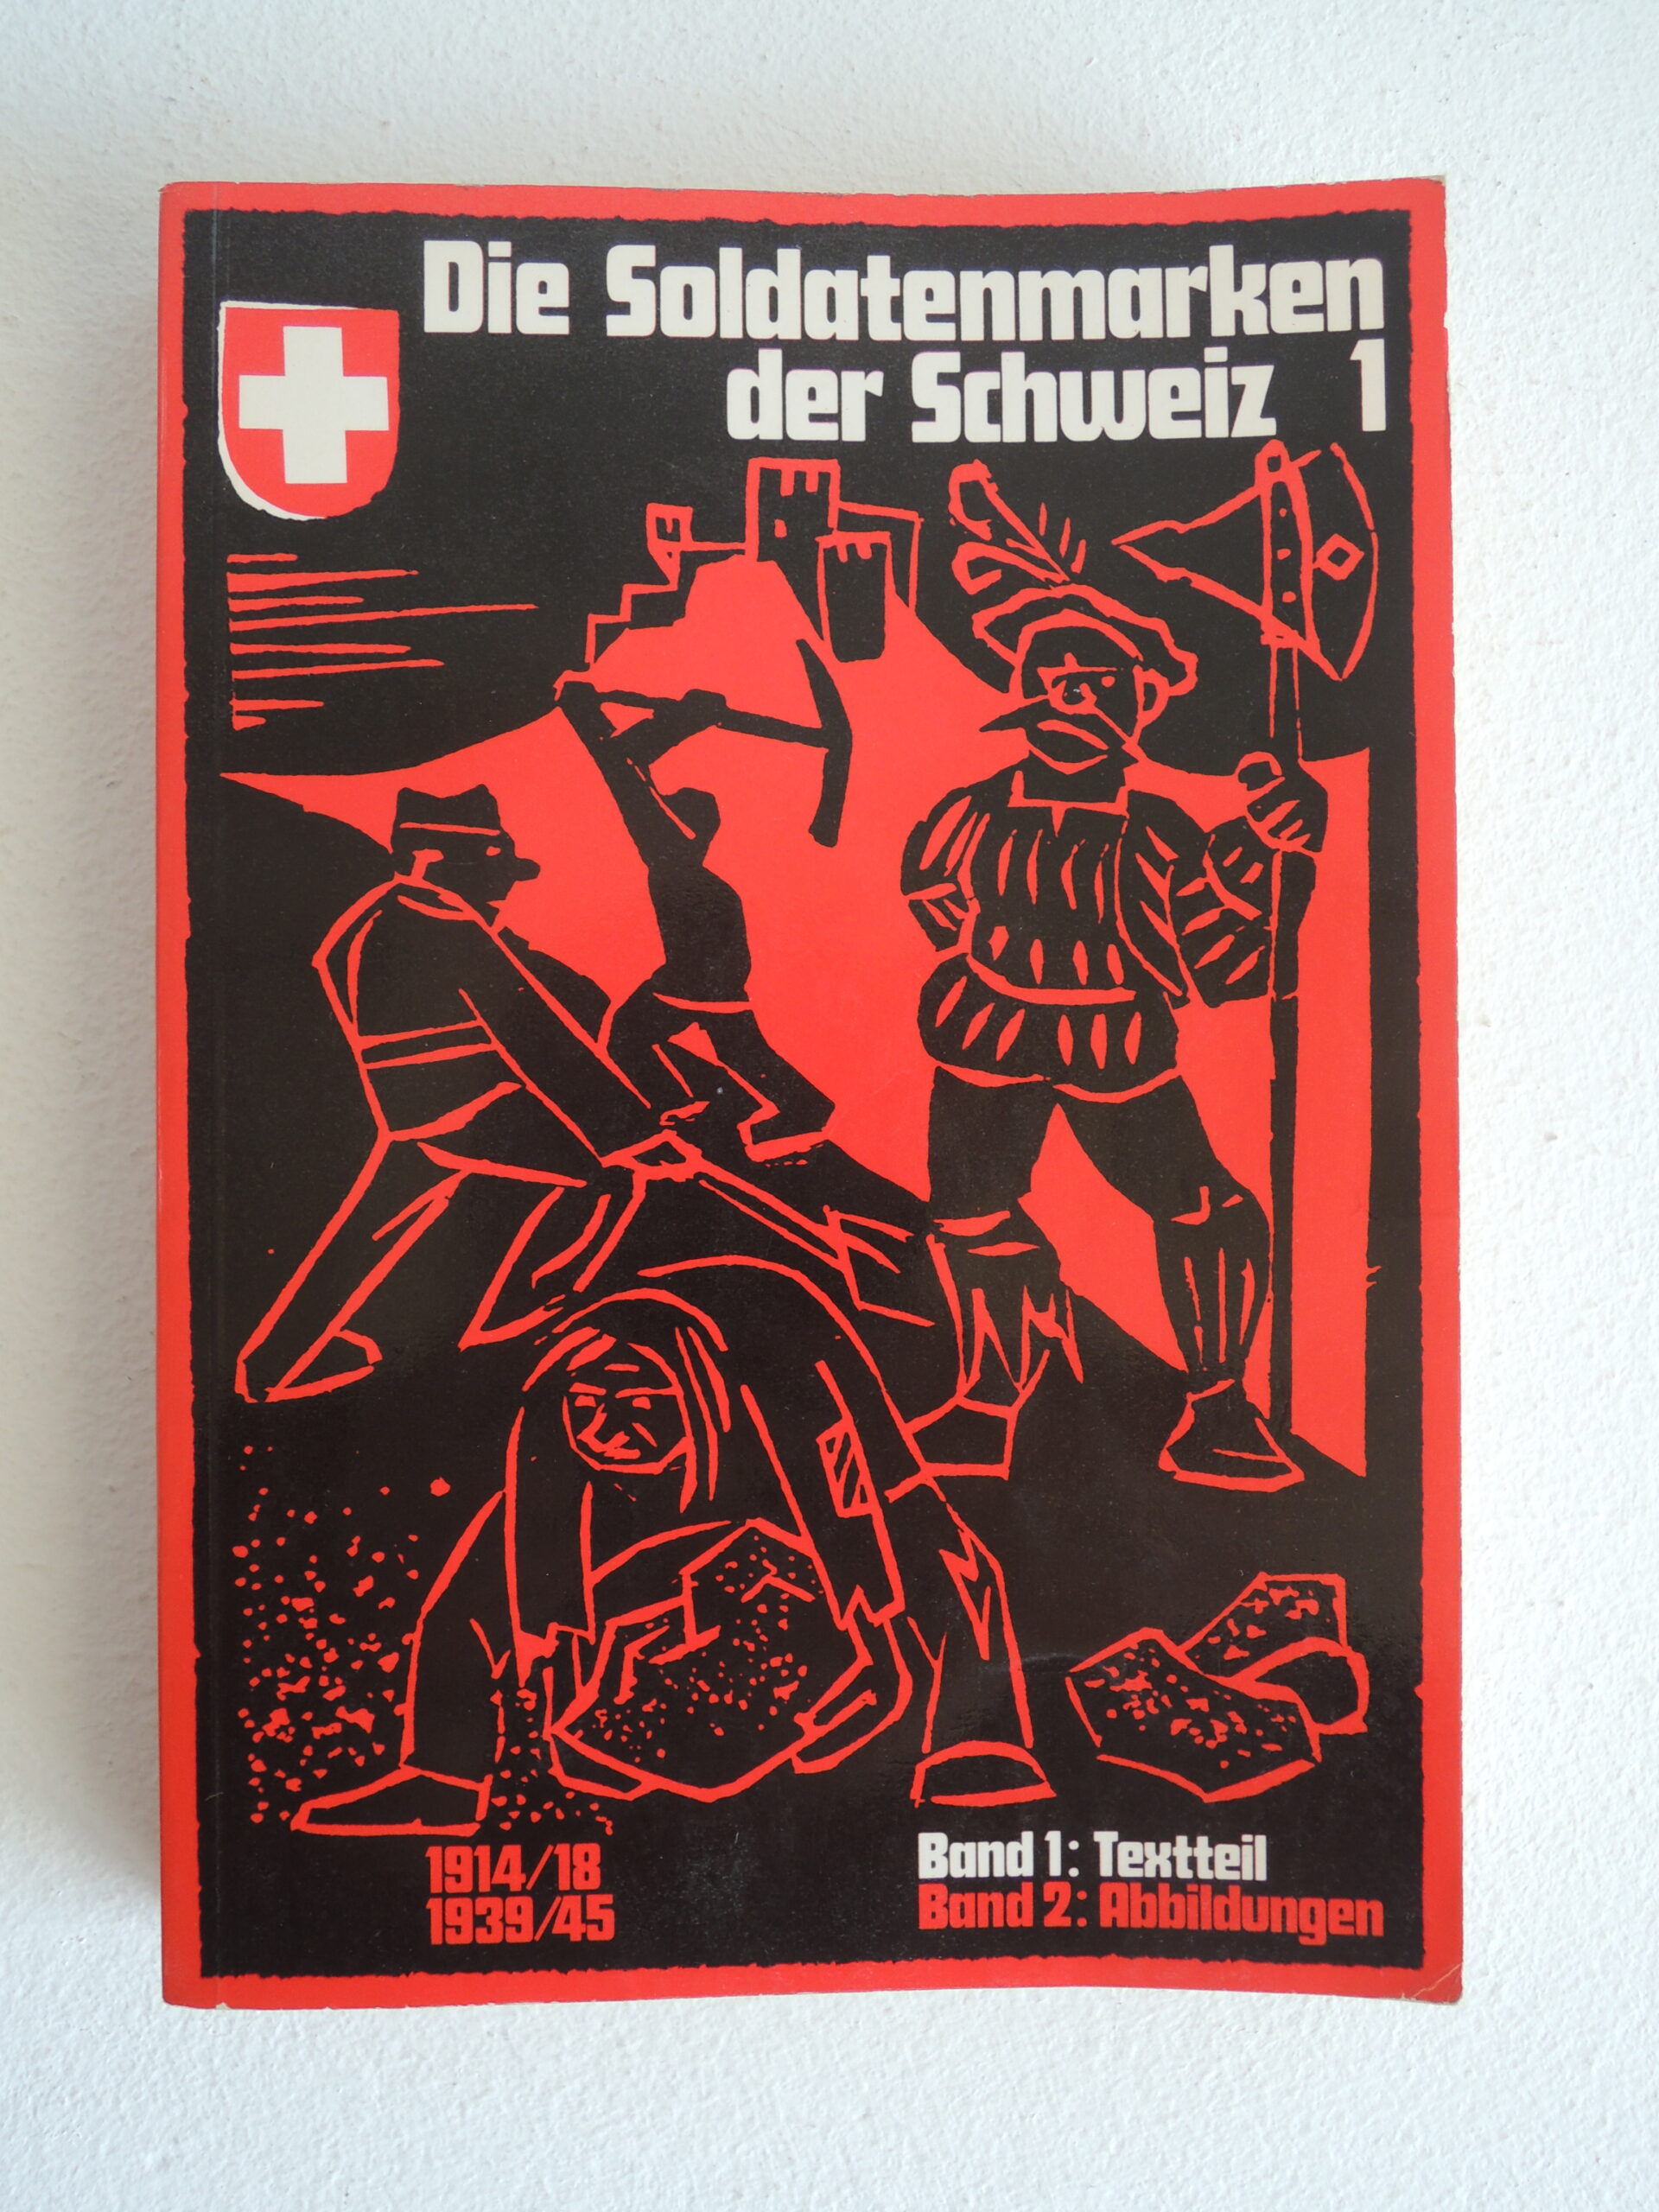 Die Soldatenmarken
der Schweiz 1
1914/18
1939/45
Band 1: Textteil
Band 2: Abbildungen